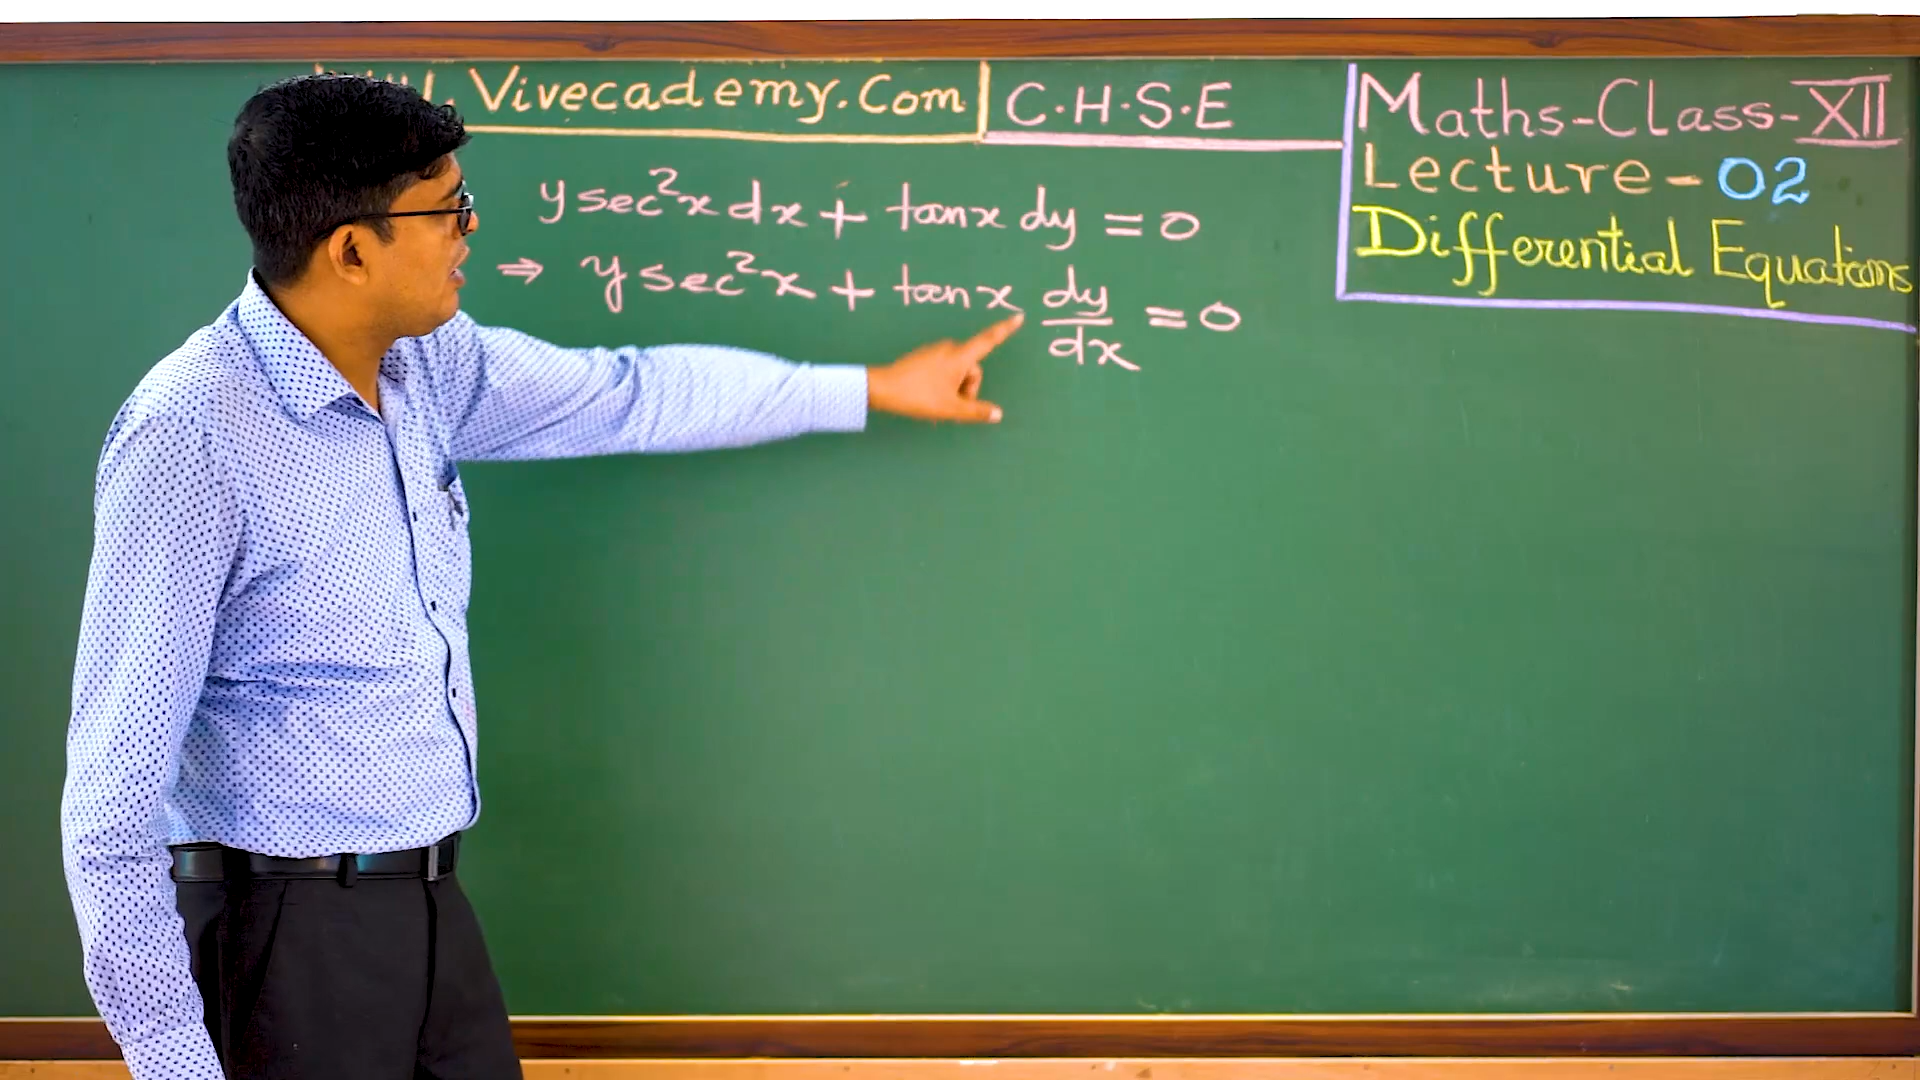 Vivecademy.Com
C.H.S.E
Maths-Class-XII
Lecture-02
Differential Equations
y sec²x dx + tanx dy = 0
⇒ y sec²x + tanx dy/dx = 0